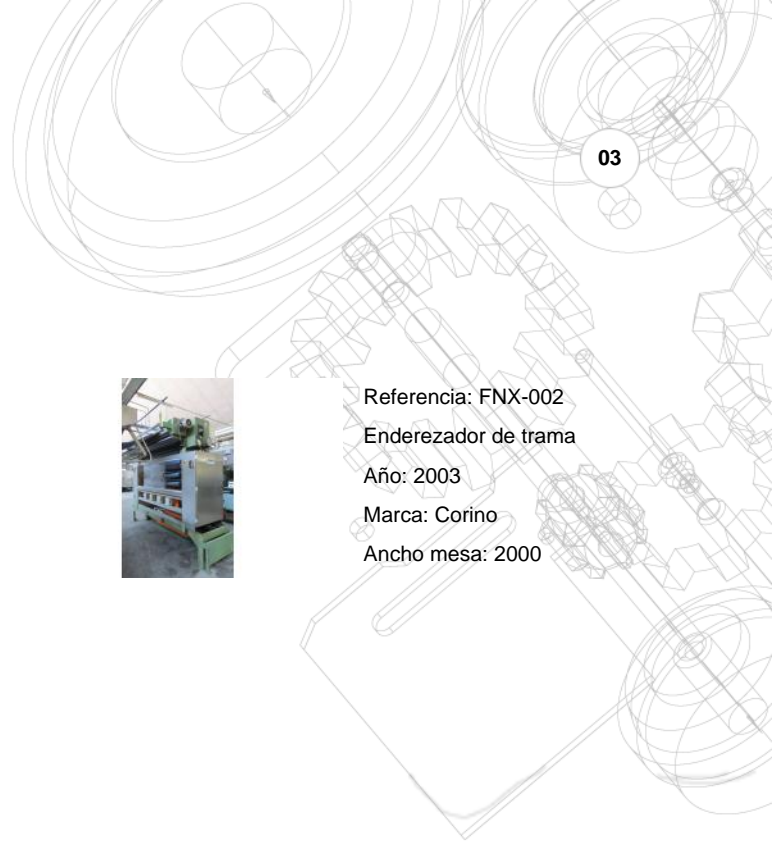 03
Referencia: FNX-002
Enderezador de trama
Año: 2003
Marca: Corino
Ancho mesa: 2000